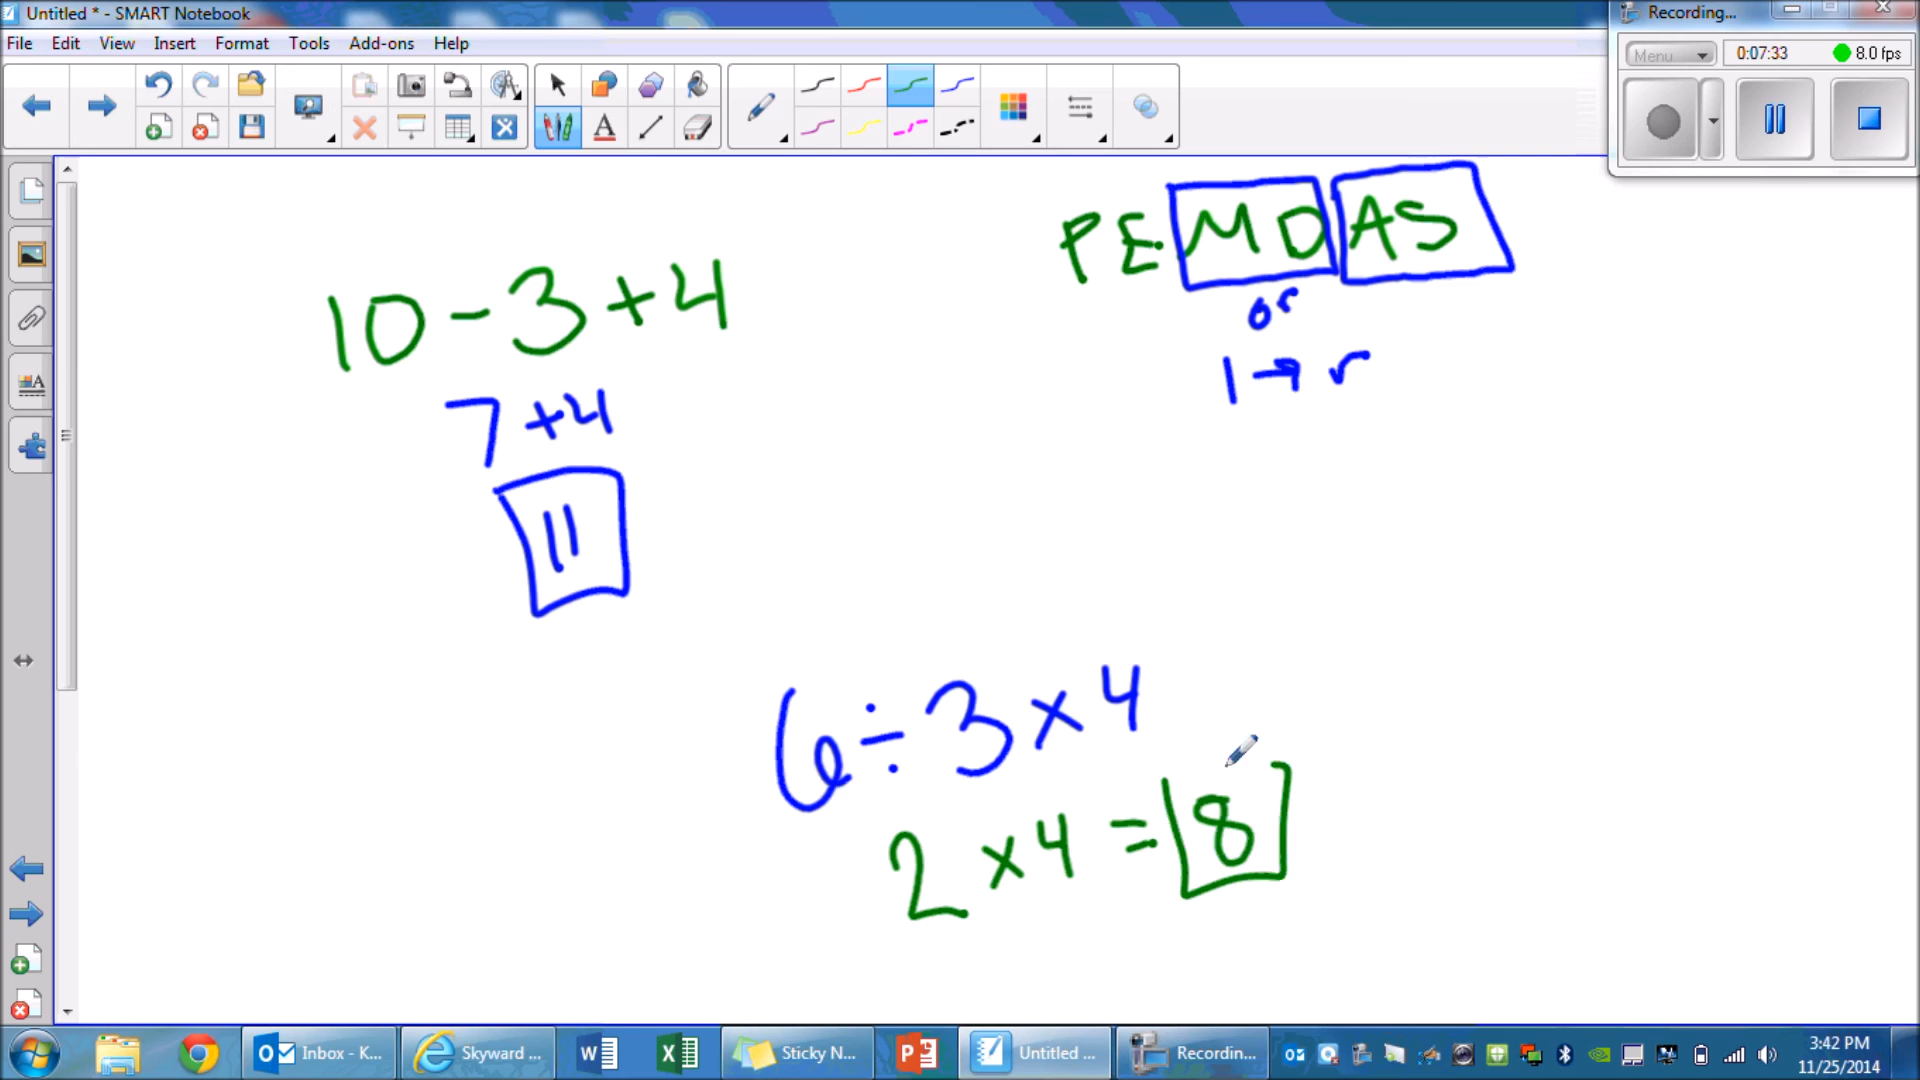 Untitled * - SMART Notebook
Recording...
File Edit View Insert Format Tools Add-ons Help
Menu 0:07:33 8.0 fps
PEMDAS
or
l → r
10 - 3 + 4
7 + 4
11
6 ÷ 3 × 4
2 × 4 = 8
Inbox - K... Skyward ... Sticky N... Untitled ... Recordin...
3:42 PM
11/25/2014